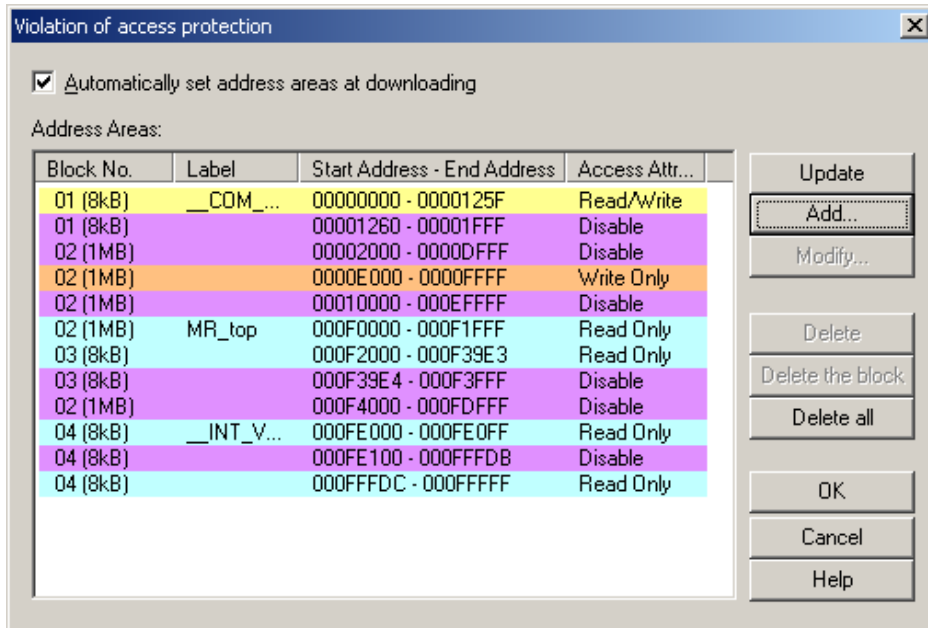 Violation of access protection
Automatically set address areas at downloading
Address Areas:
Block No. Label Start Address - End Address Access Attr...
01 (8kB) __COM_... 00000000 - 0000125F Read/Write
01 (8kB) 00001260 - 00001FFF Disable
02 (1MB) 00002000 - 0000DFFF Disable
02 (1MB) 0000E000 - 0000FFFF Write Only
02 (1MB) 00010000 - 000EFFFF Disable
02 (1MB) MR_top 000F0000 - 000F1FFF Read Only
03 (8kB) 000F2000 - 000F39E3 Read Only
03 (8kB) 000F39E4 - 000F3FFF Disable
02 (1MB) 000F4000 - 000FDFFF Disable
04 (8kB) __INT_V... 000FE000 - 000FE0FF Read Only
04 (8kB) 000FE100 - 000FFFDB Disable
04 (8kB) 000FFFDC - 000FFFFF Read Only
Update
Add...
Modify...
Delete
Delete the block
Delete all
OK
Cancel
Help